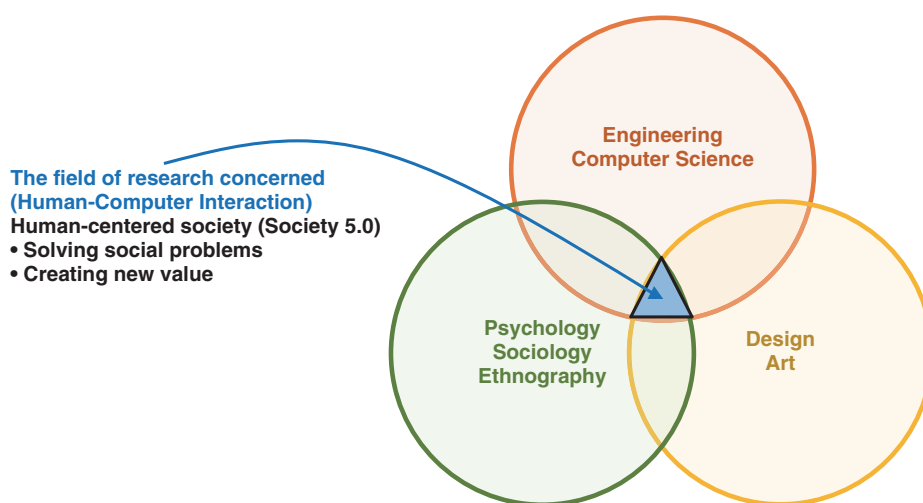 Engineering
Computer Science
The field of research concerned
(Human-Computer Interaction)
Human-centered society (Society 5.0)
• Solving social problems
• Creating new value
Psychology
Sociology
Ethnography
Design
Art